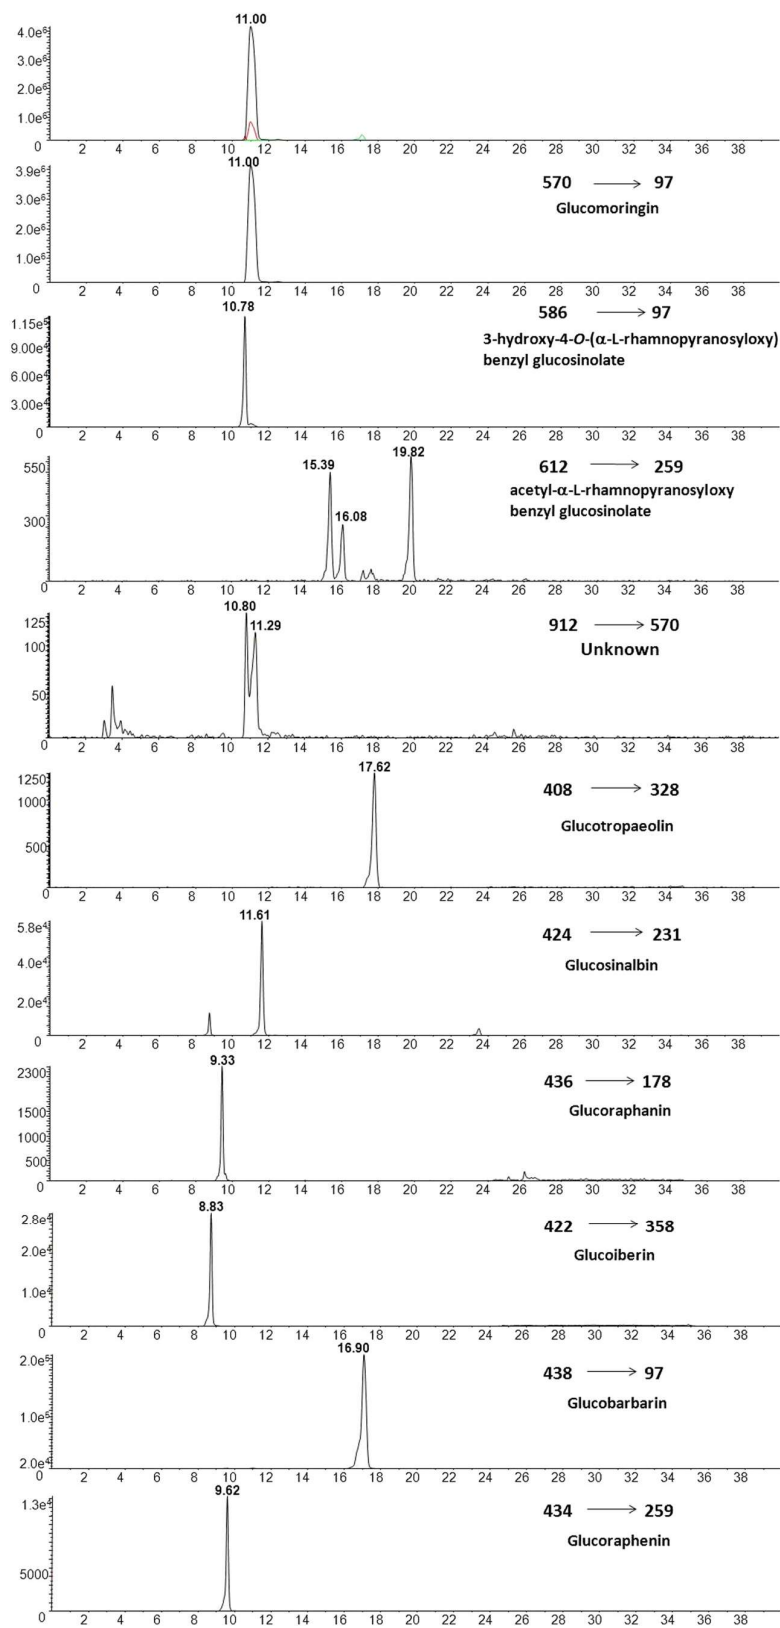 11.00
4.0e6
3.0e6
2.0e6
1.0e6
0
2 4 6 8 10 12 14 16 18 20 22 24 26 28 30 32 34 36 38
11.00
3.9e6
3.0e6
2.0e6
1.0e6
0
570 → 97
Glucomoringin
2 4 6 8 10 12 14 16 18 20 22 24 26 28 30 32 34 36 38
10.78
1.15e5
9.00e4
6.00e4
3.00e4
0
586 → 97
3-hydroxy-4-O-(α-L-rhamnopyranosyloxy)
benzyl glucosinolate
2 4 6 8 10 12 14 16 18 20 22 24 26 28 30 32 34 36 38
15.39
16.08
19.82
550
300
0
612 → 259
acetyl-α-L-rhamnopyranosyloxy
benzyl glucosinolate
2 4 6 8 10 12 14 16 18 20 22 24 26 28 30 32 34 36 38
10.80
11.29
125
100
50
0
912 → 570
Unknown
2 4 6 8 10 12 14 16 18 20 22 24 26 28 30 32 34 36 38
17.62
1250
1000
500
0
408 → 328
Glucotropaeolin
2 4 6 8 10 12 14 16 18 20 22 24 26 28 30 32 34 36 38
11.61
5.8e4
4.0e4
2.0e4
0
424 → 231
Glucosinalbin
2 4 6 8 10 12 14 16 18 20 22 24 26 28 30 32 34 36 38
9.33
2300
1500
1000
500
0
436 → 178
Glucoraphanin
2 4 6 8 10 12 14 16 18 20 22 24 26 28 30 32 34 36 38
8.83
2.8e4
2.0e4
1.0e4
0
422 → 358
Glucoiberin
2 4 6 8 10 12 14 16 18 20 22 24 26 28 30 32 34 36 38
16.90
2.0e5
1.0e5
2.0e4
0
438 → 97
Glucobarbarin
2 4 6 8 10 12 14 16 18 20 22 24 26 28 30 32 34 36 38
9.62
1.3e4
5000
0
434 → 259
Glucoraphenin
2 4 6 8 10 12 14 16 18 20 22 24 26 28 30 32 34 36 38